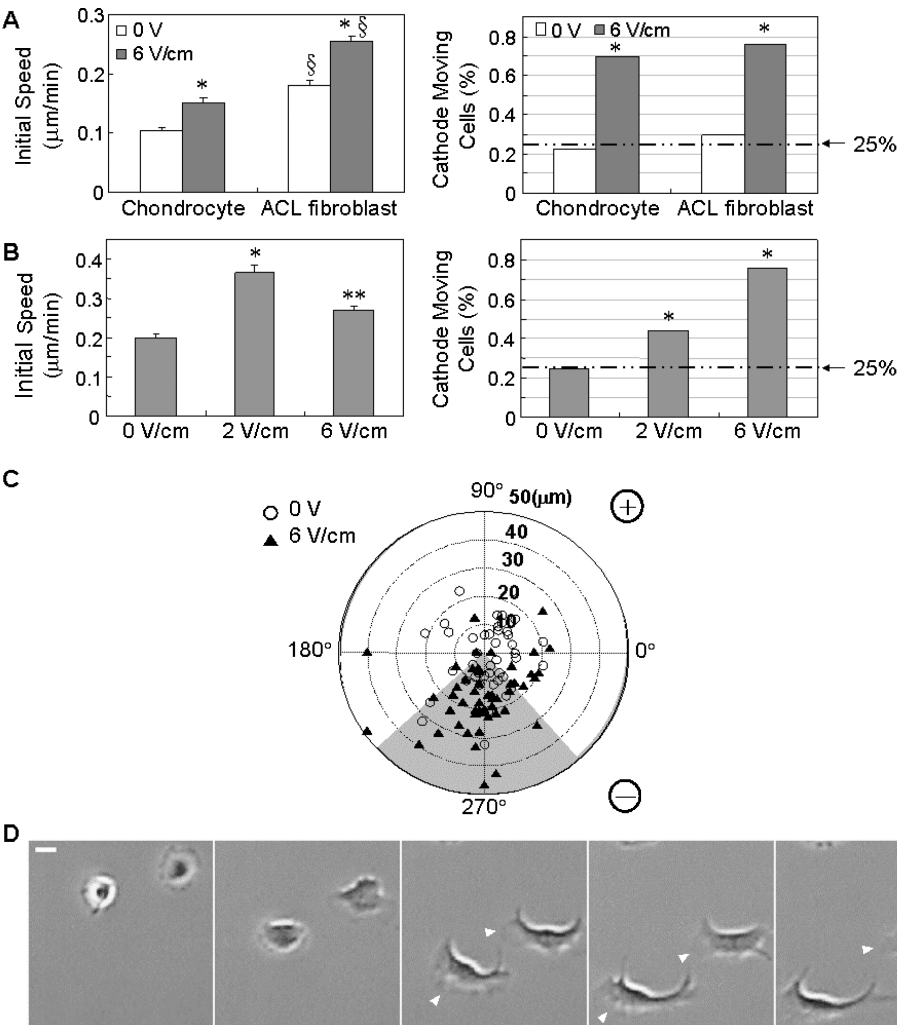 A
Initial Speed
(μm/min)
0.3
0.2
0.1
0
0 V
6 V/cm
*
§
* §
Chondrocyte
ACL fibroblast
Cathode Moving
Cells (%)
0.8
0.6
0.4
0.2
0
0 V
6 V/cm
*
*
25%
Chondrocyte
ACL fibroblast
B
Initial Speed
(μm/min)
0.4
0.3
0.2
0.1
0
*
**
0 V/cm
2 V/cm
6 V/cm
Cathode Moving
Cells (%)
0.8
0.6
0.4
0.2
0
*
*
25%
0 V/cm
2 V/cm
6 V/cm
C
0 V
6 V/cm
90°
50(μm)
40
30
20
10
+
180°
0°
270°
−
D